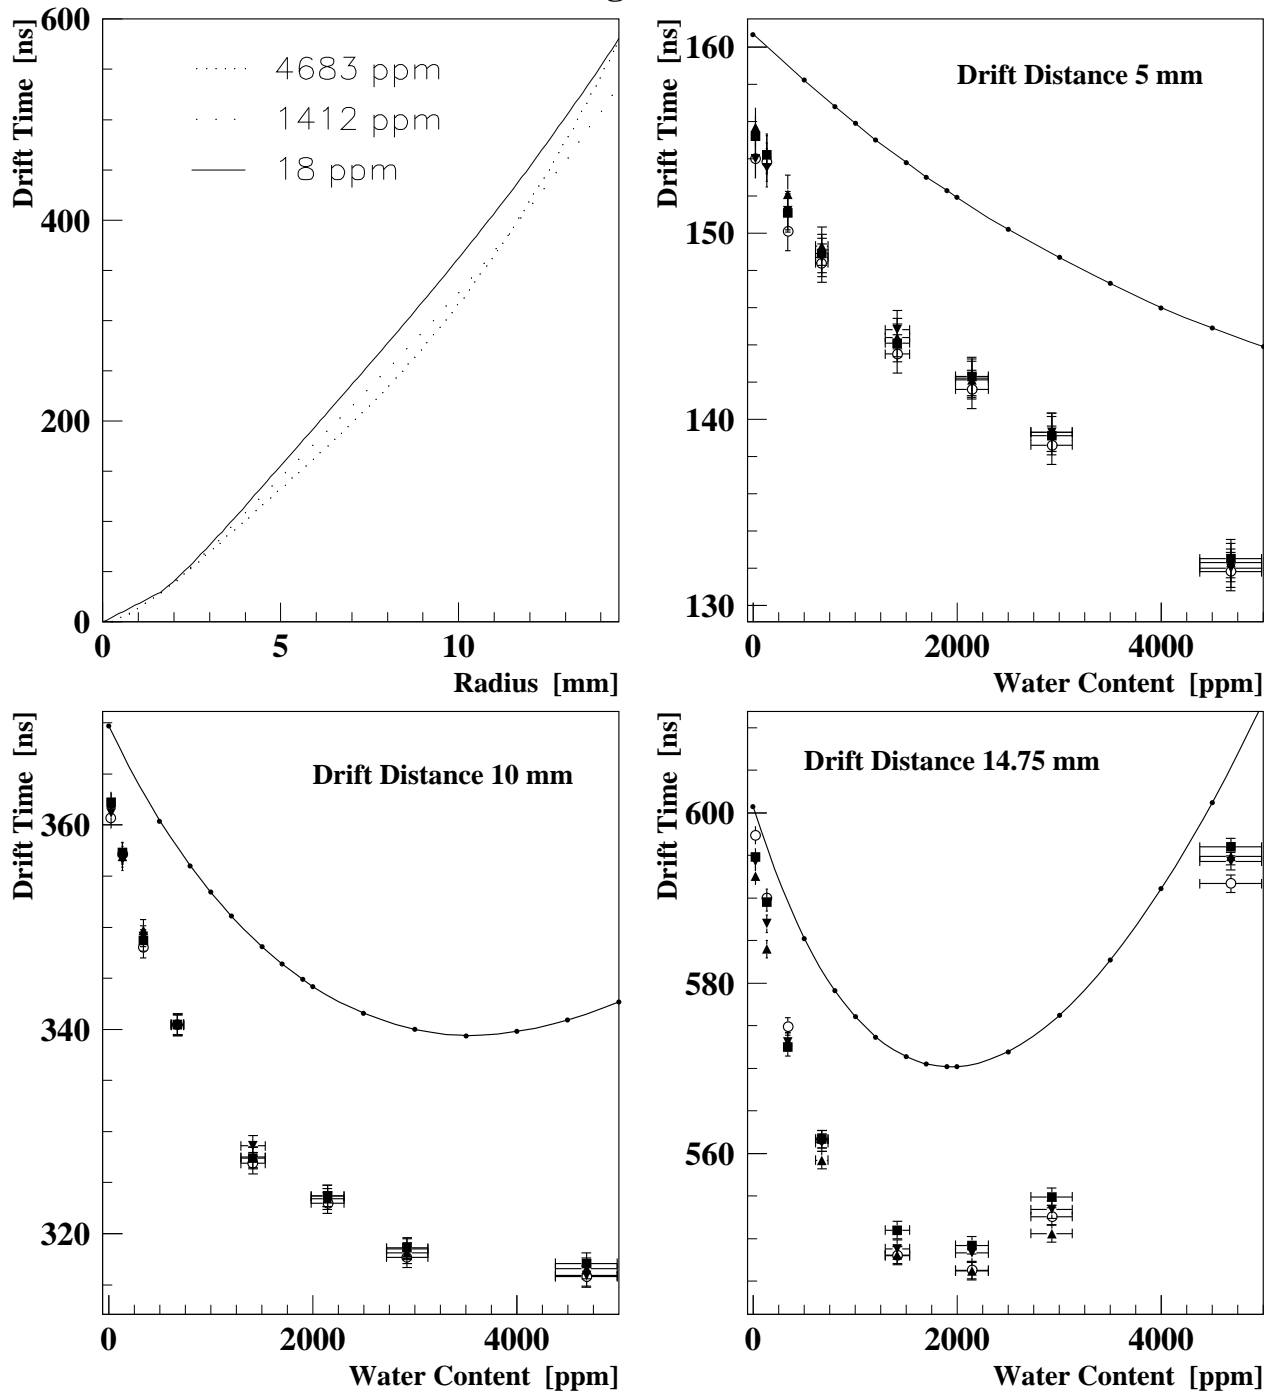 600
400
200
0
0
5
10
Drift Time [ns]
Radius [mm]
4683 ppm
1412 ppm
18 ppm
160
150
140
130
0
2000
4000
Drift Time [ns]
Water Content [ppm]
Drift Distance 5 mm
360
340
320
0
2000
4000
Drift Time [ns]
Water Content [ppm]
Drift Distance 10 mm
600
580
560
0
2000
4000
Drift Time [ns]
Water Content [ppm]
Drift Distance 14.75 mm